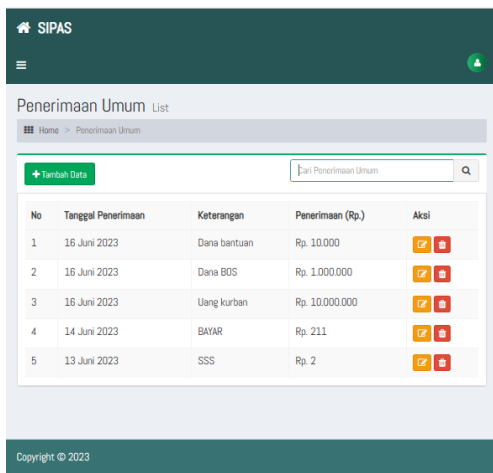 SIPAS
Penerimaan Umum List
Home > Penerimaan Umum
+ Tambah Data
Cari Penerimaan Umum
No Tanggal Penerimaan Keterangan Penerimaan (Rp.) Aksi
1 16 Juni 2023 Dana bantuan Rp. 10.000
2 16 Juni 2023 Dana BOS Rp. 1.000.000
3 16 Juni 2023 Uang kurban Rp. 10.000.000
4 14 Juni 2023 BAYAR Rp. 211
5 13 Juni 2023 SSS Rp. 2
Copyright © 2023